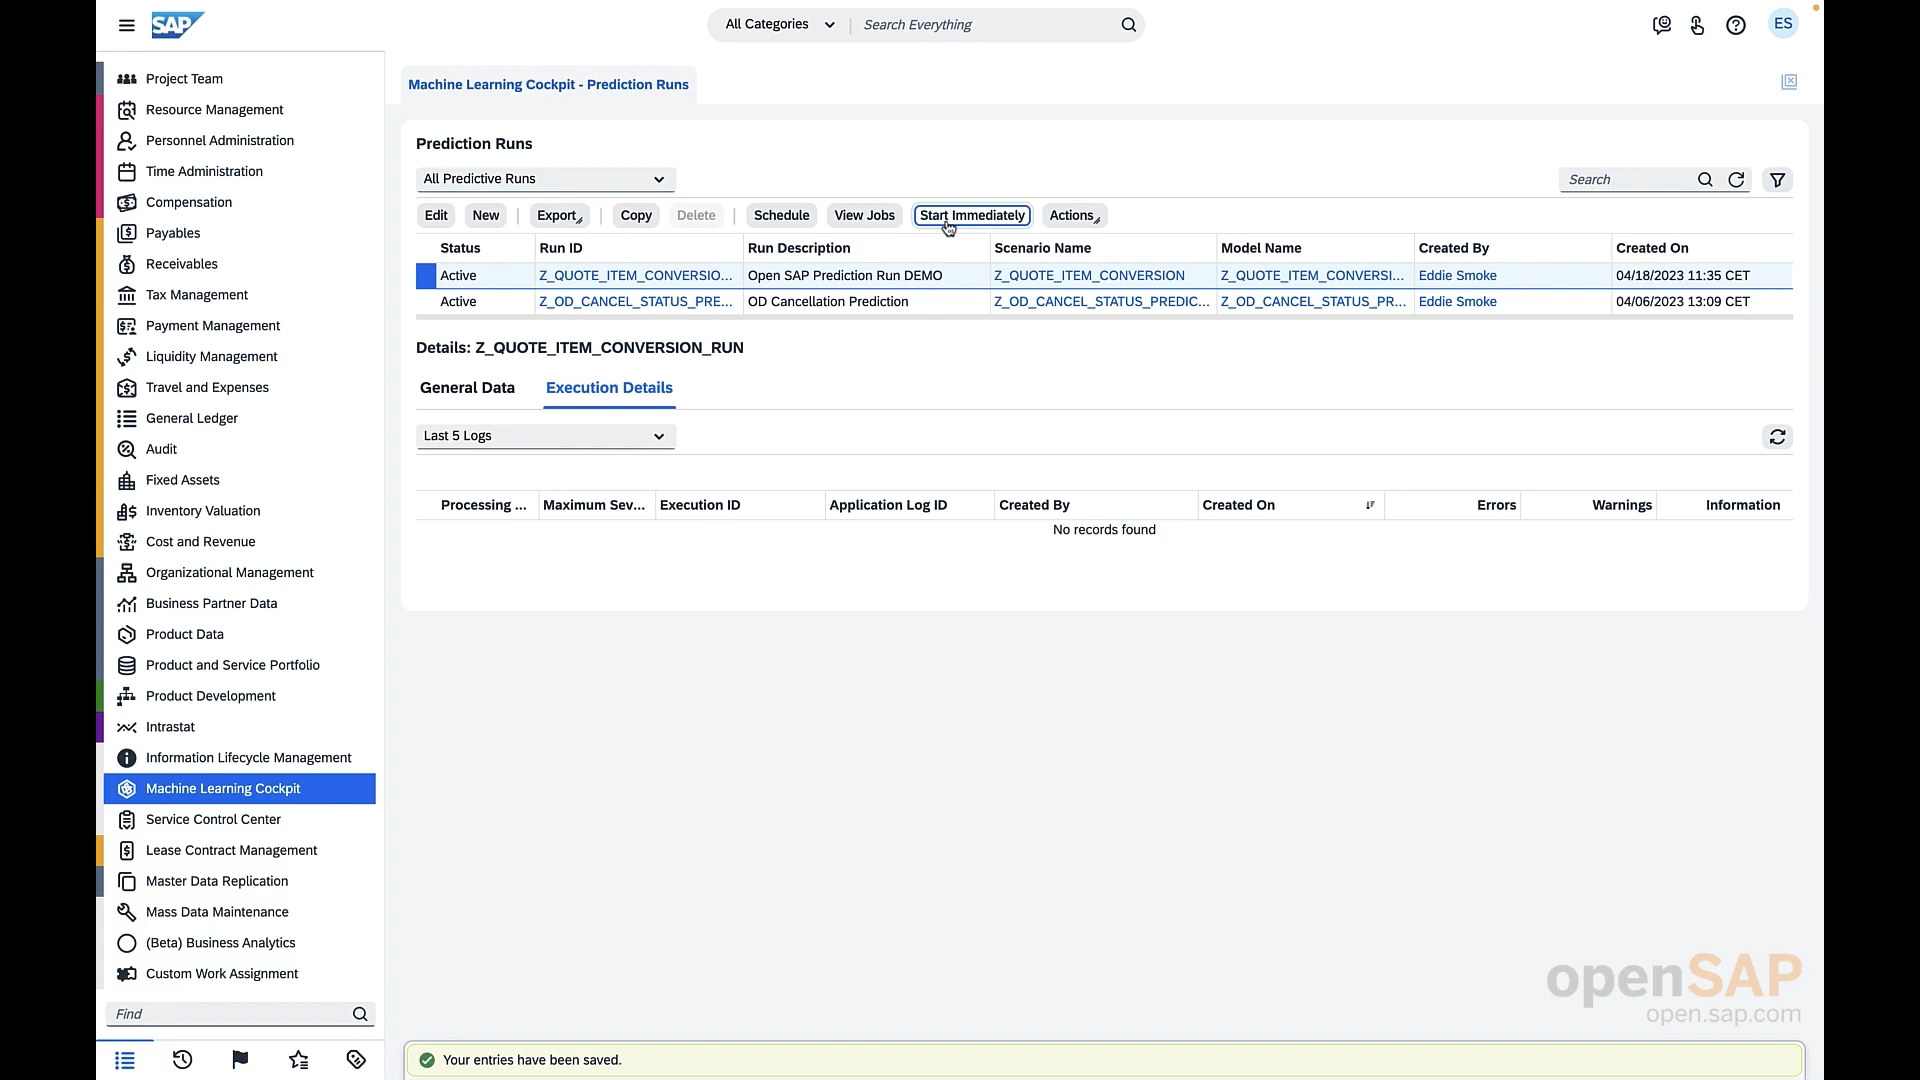 SAP
All Categories
Search Everything
ES
Project Team
Resource Management
Personnel Administration
Time Administration
Compensation
Payables
Receivables
Tax Management
Payment Management
Liquidity Management
Travel and Expenses
General Ledger
Audit
Fixed Assets
Inventory Valuation
Cost and Revenue
Organizational Management
Business Partner Data
Product Data
Product and Service Portfolio
Product Development
Intrastat
Information Lifecycle Management
Machine Learning Cockpit
Service Control Center
Lease Contract Management
Master Data Replication
Mass Data Maintenance
(Beta) Business Analytics
Custom Work Assignment
Find
Machine Learning Cockpit - Prediction Runs
Prediction Runs
All Predictive Runs
Search
Edit New Export Copy Delete Schedule View Jobs Start Immediately Actions
Status Run ID Run Description Scenario Name Model Name Created By Created On
Active Z_QUOTE_ITEM_CONVERSIO... Open SAP Prediction Run DEMO Z_QUOTE_ITEM_CONVERSION Z_QUOTE_ITEM_CONVERSI... Eddie Smoke 04/18/2023 11:35 CET
Active Z_OD_CANCEL_STATUS_PRE... OD Cancellation Prediction Z_OD_CANCEL_STATUS_PREDIC... Z_OD_CANCEL_STATUS_PR... Eddie Smoke 04/06/2023 13:09 CET
Details: Z_QUOTE_ITEM_CONVERSION_RUN
General Data Execution Details
Last 5 Logs
Processing ... Maximum Sev... Execution ID Application Log ID Created By Created On Errors Warnings Information
No records found
openSAP
open.sap.com
Your entries have been saved.